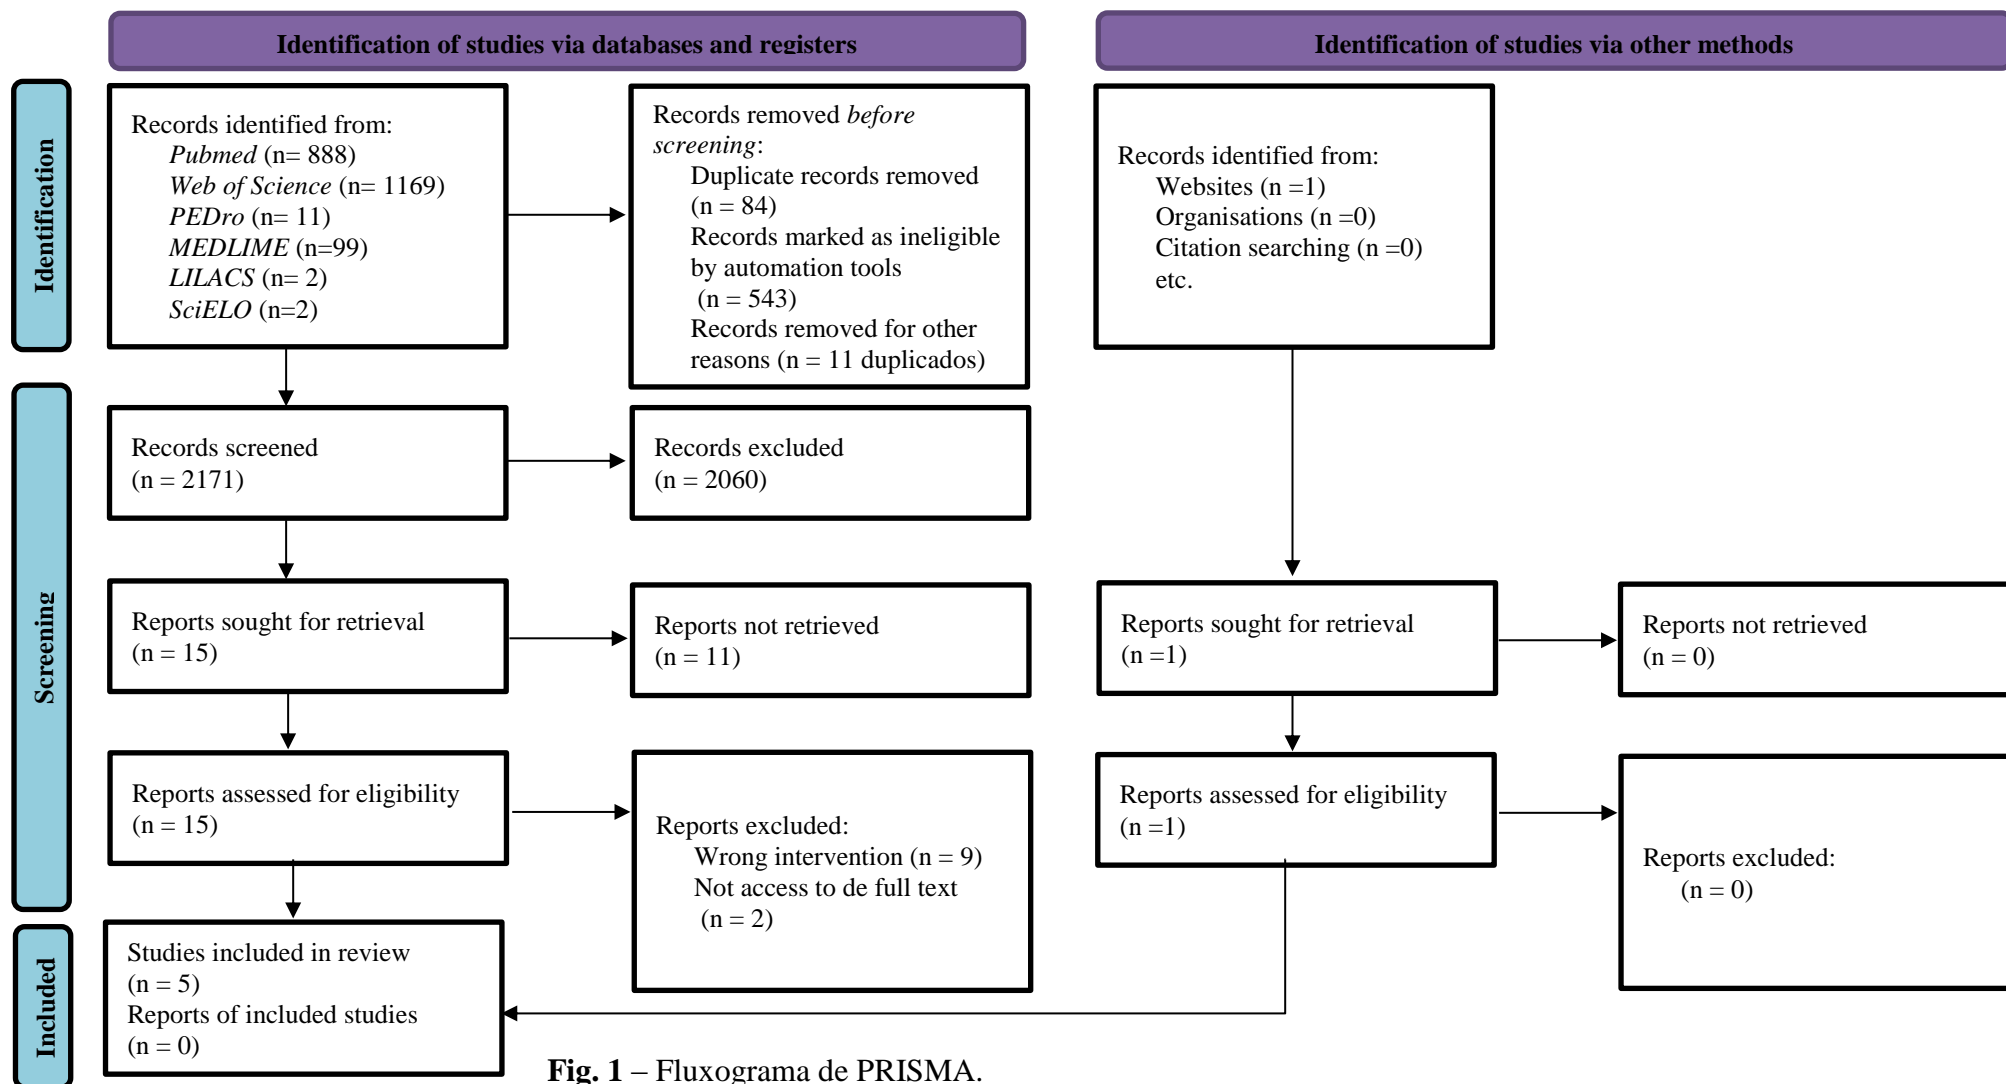 Identification of studies via databases and registers
Identification of studies via other methods
Identification
Records identified from:
Pubmed (n= 888)
Web of Science (n= 1169)
PEDro (n= 11)
MEDLIME (n=99)
LILACS (n= 2)
SciELO (n=2)
Records removed before
screening:
Duplicate records removed
(n = 84)
Records marked as ineligible
by automation tools
(n = 543)
Records removed for other
reasons (n = 11 duplicados)
Records identified from:
Websites (n =1)
Organisations (n =0)
Citation searching (n =0)
etc.
Screening
Records screened
(n = 2171)
Records excluded
(n = 2060)
Reports sought for retrieval
(n = 15)
Reports not retrieved
(n = 11)
Reports sought for retrieval
(n =1)
Reports not retrieved
(n = 0)
Reports assessed for eligibility
(n = 15)
Reports excluded:
Wrong intervention (n = 9)
Not access to de full text
(n = 2)
Reports assessed for eligibility
(n =1)
Reports excluded:
(n = 0)
Included
Studies included in review
(n = 5)
Reports of included studies
(n = 0)
Fig. 1 – Fluxograma de PRISMA.